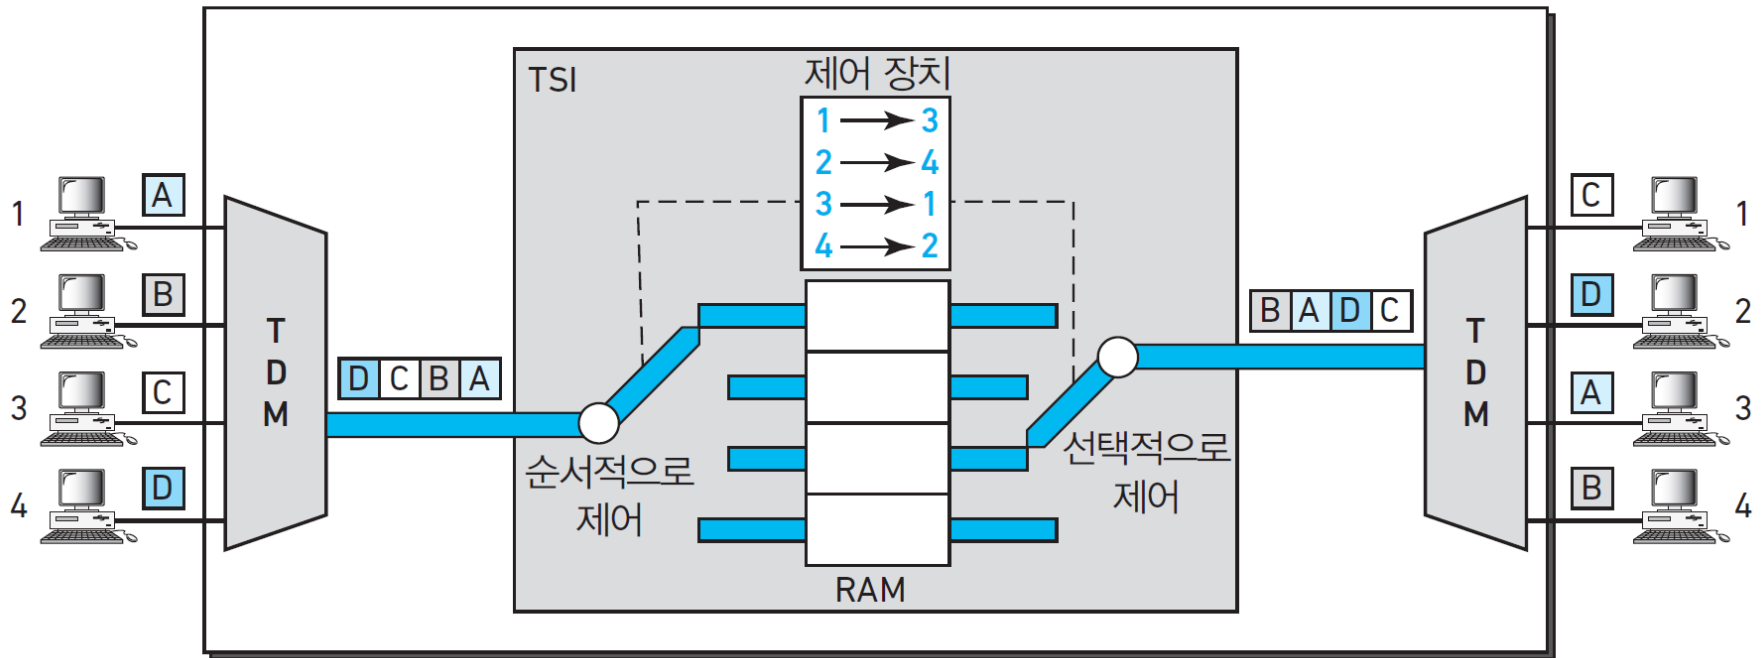 TSI
제어 장치
1 → 3
2 → 4
3 → 1
4 → 2
1 A
2 B
3 C
4 D
T
D
M
D C B A
순서적으로
제어
RAM
선택적으로
제어
B A D C
T
D
M
C 1
D 2
A 3
B 4